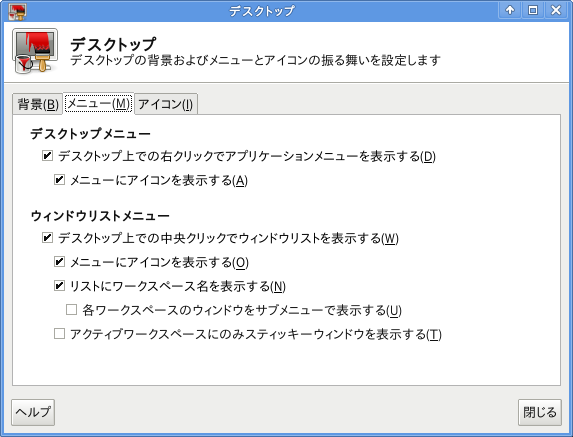 デスクトップ
デスクトップ
デスクトップの背景およびメニューとアイコンの振る舞いを設定します
背景(B) メニュー(M) アイコン(I)
デスクトップメニュー
デスクトップ上での右クリックでアプリケーションメニューを表示する(D)
メニューにアイコンを表示する(A)
ウィンドウリストメニュー
デスクトップ上での中央クリックでウィンドウリストを表示する(W)
メニューにアイコンを表示する(O)
リストにワークスペース名を表示する(N)
各ワークスペースのウィンドウをサブメニューで表示する(U)
アクティブワークスペースにのみスティッキーウィンドウを表示する(T)
ヘルプ 閉じる